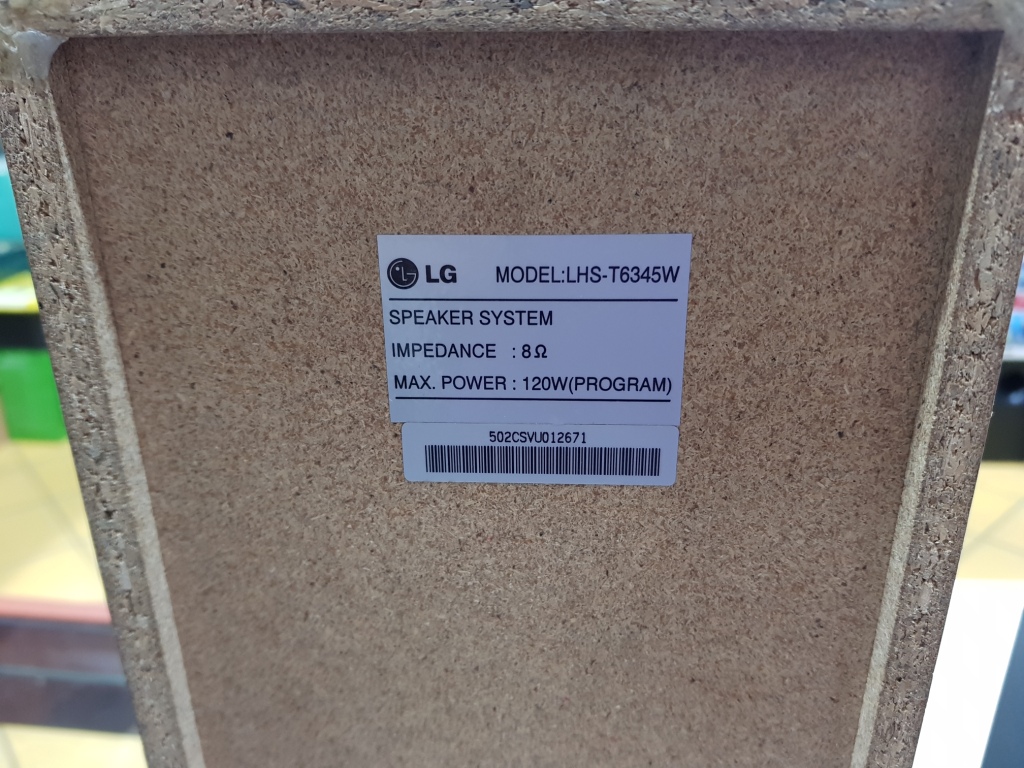 LG MODEL:LHS-T6345W
SPEAKER SYSTEM
IMPEDANCE : 8Ω
MAX. POWER : 120W(PROGRAM)
502CSVU012671